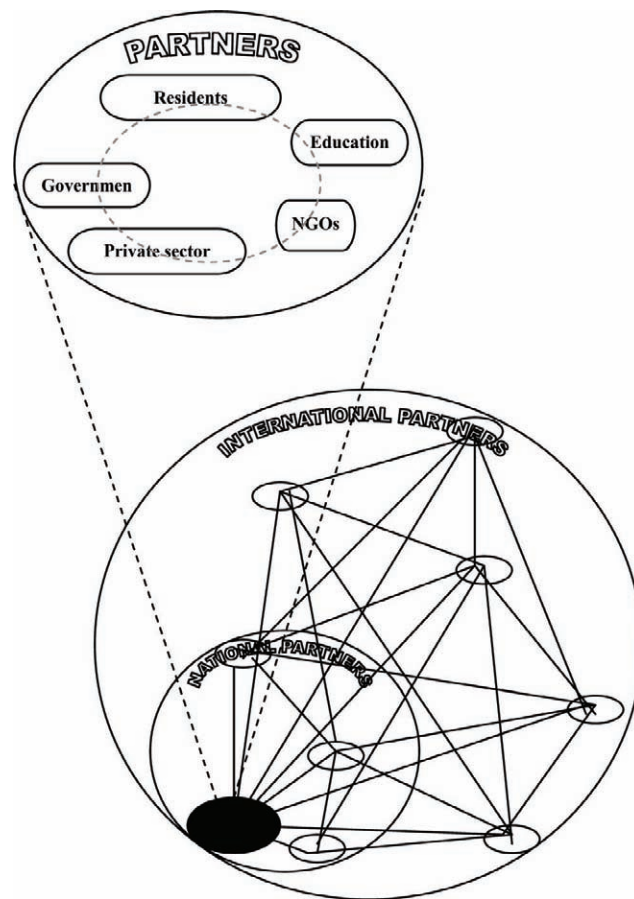 PARTNERS
Residents
Education
Governmen
NGOs
Private sector
INTERNATIONAL PARTNERS
NATIONAL PARTNERS